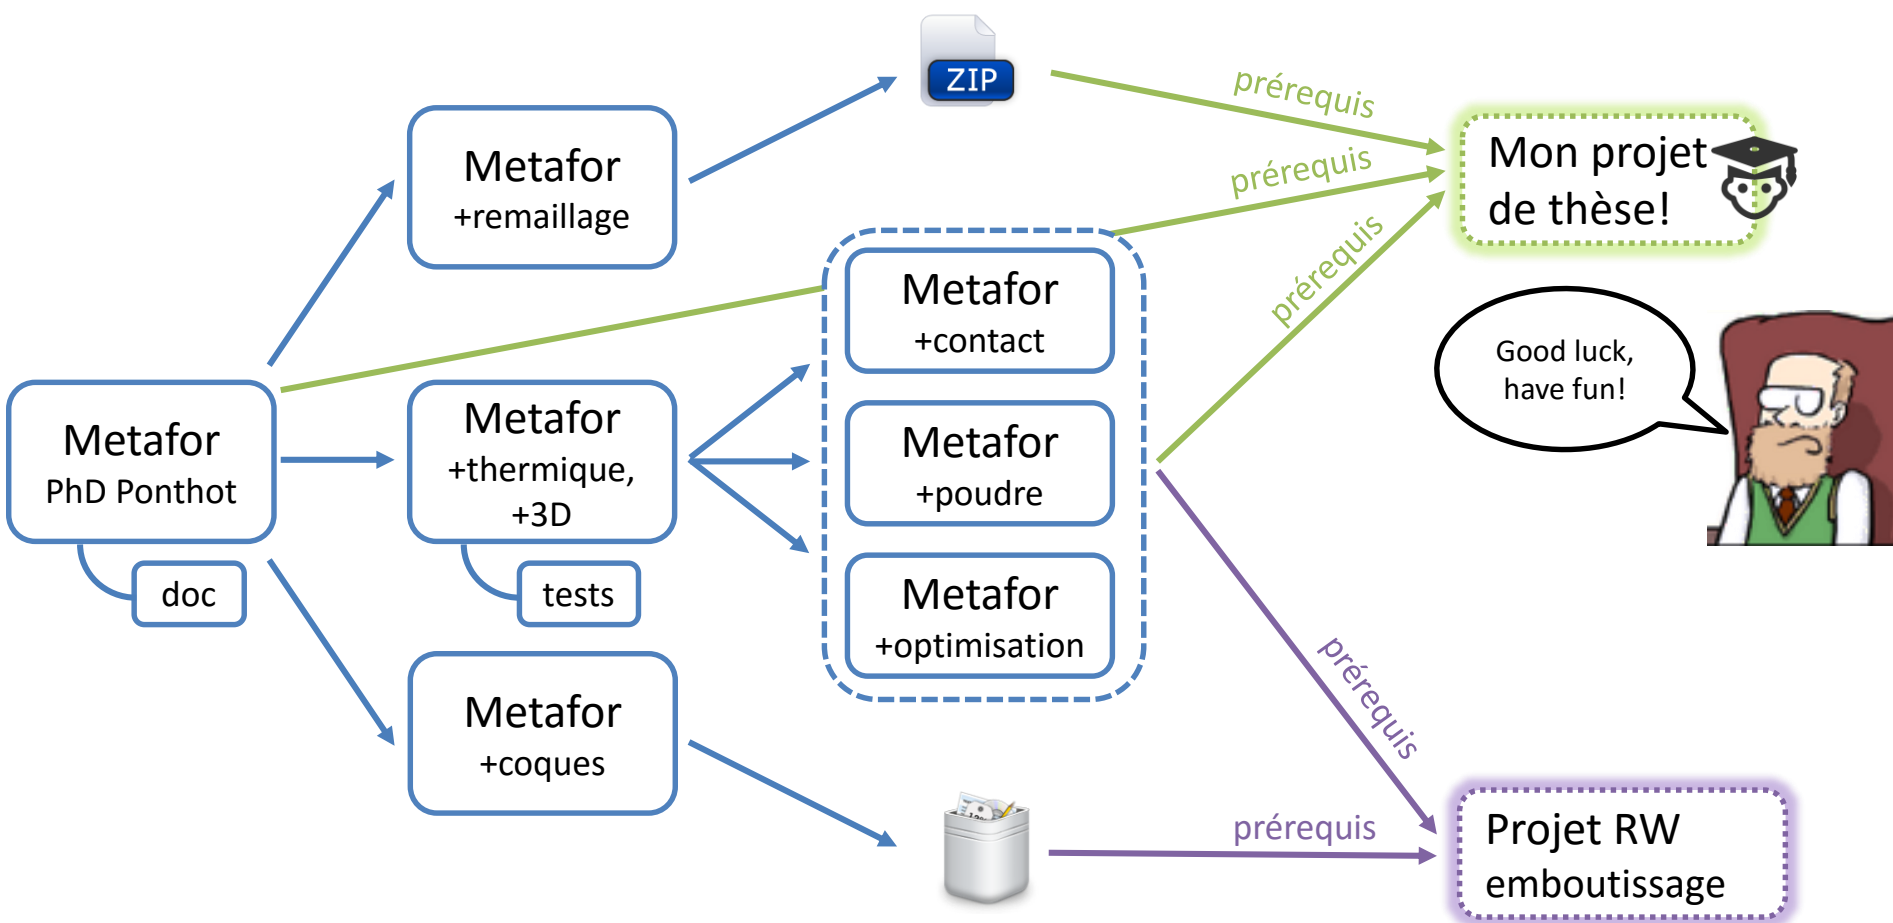 ZIP
prérequis
Metafor
+remaillage
prérequis
Mon projet
de thèse!
prérequis
Metafor
+contact
Good luck,
have fun!
Metafor
PhD Ponthot
Metafor
+thermique,
+3D
Metafor
+poudre
doc
tests
Metafor
+optimisation
prérequis
Metafor
+coques
prérequis
Projet RW
emboutissage